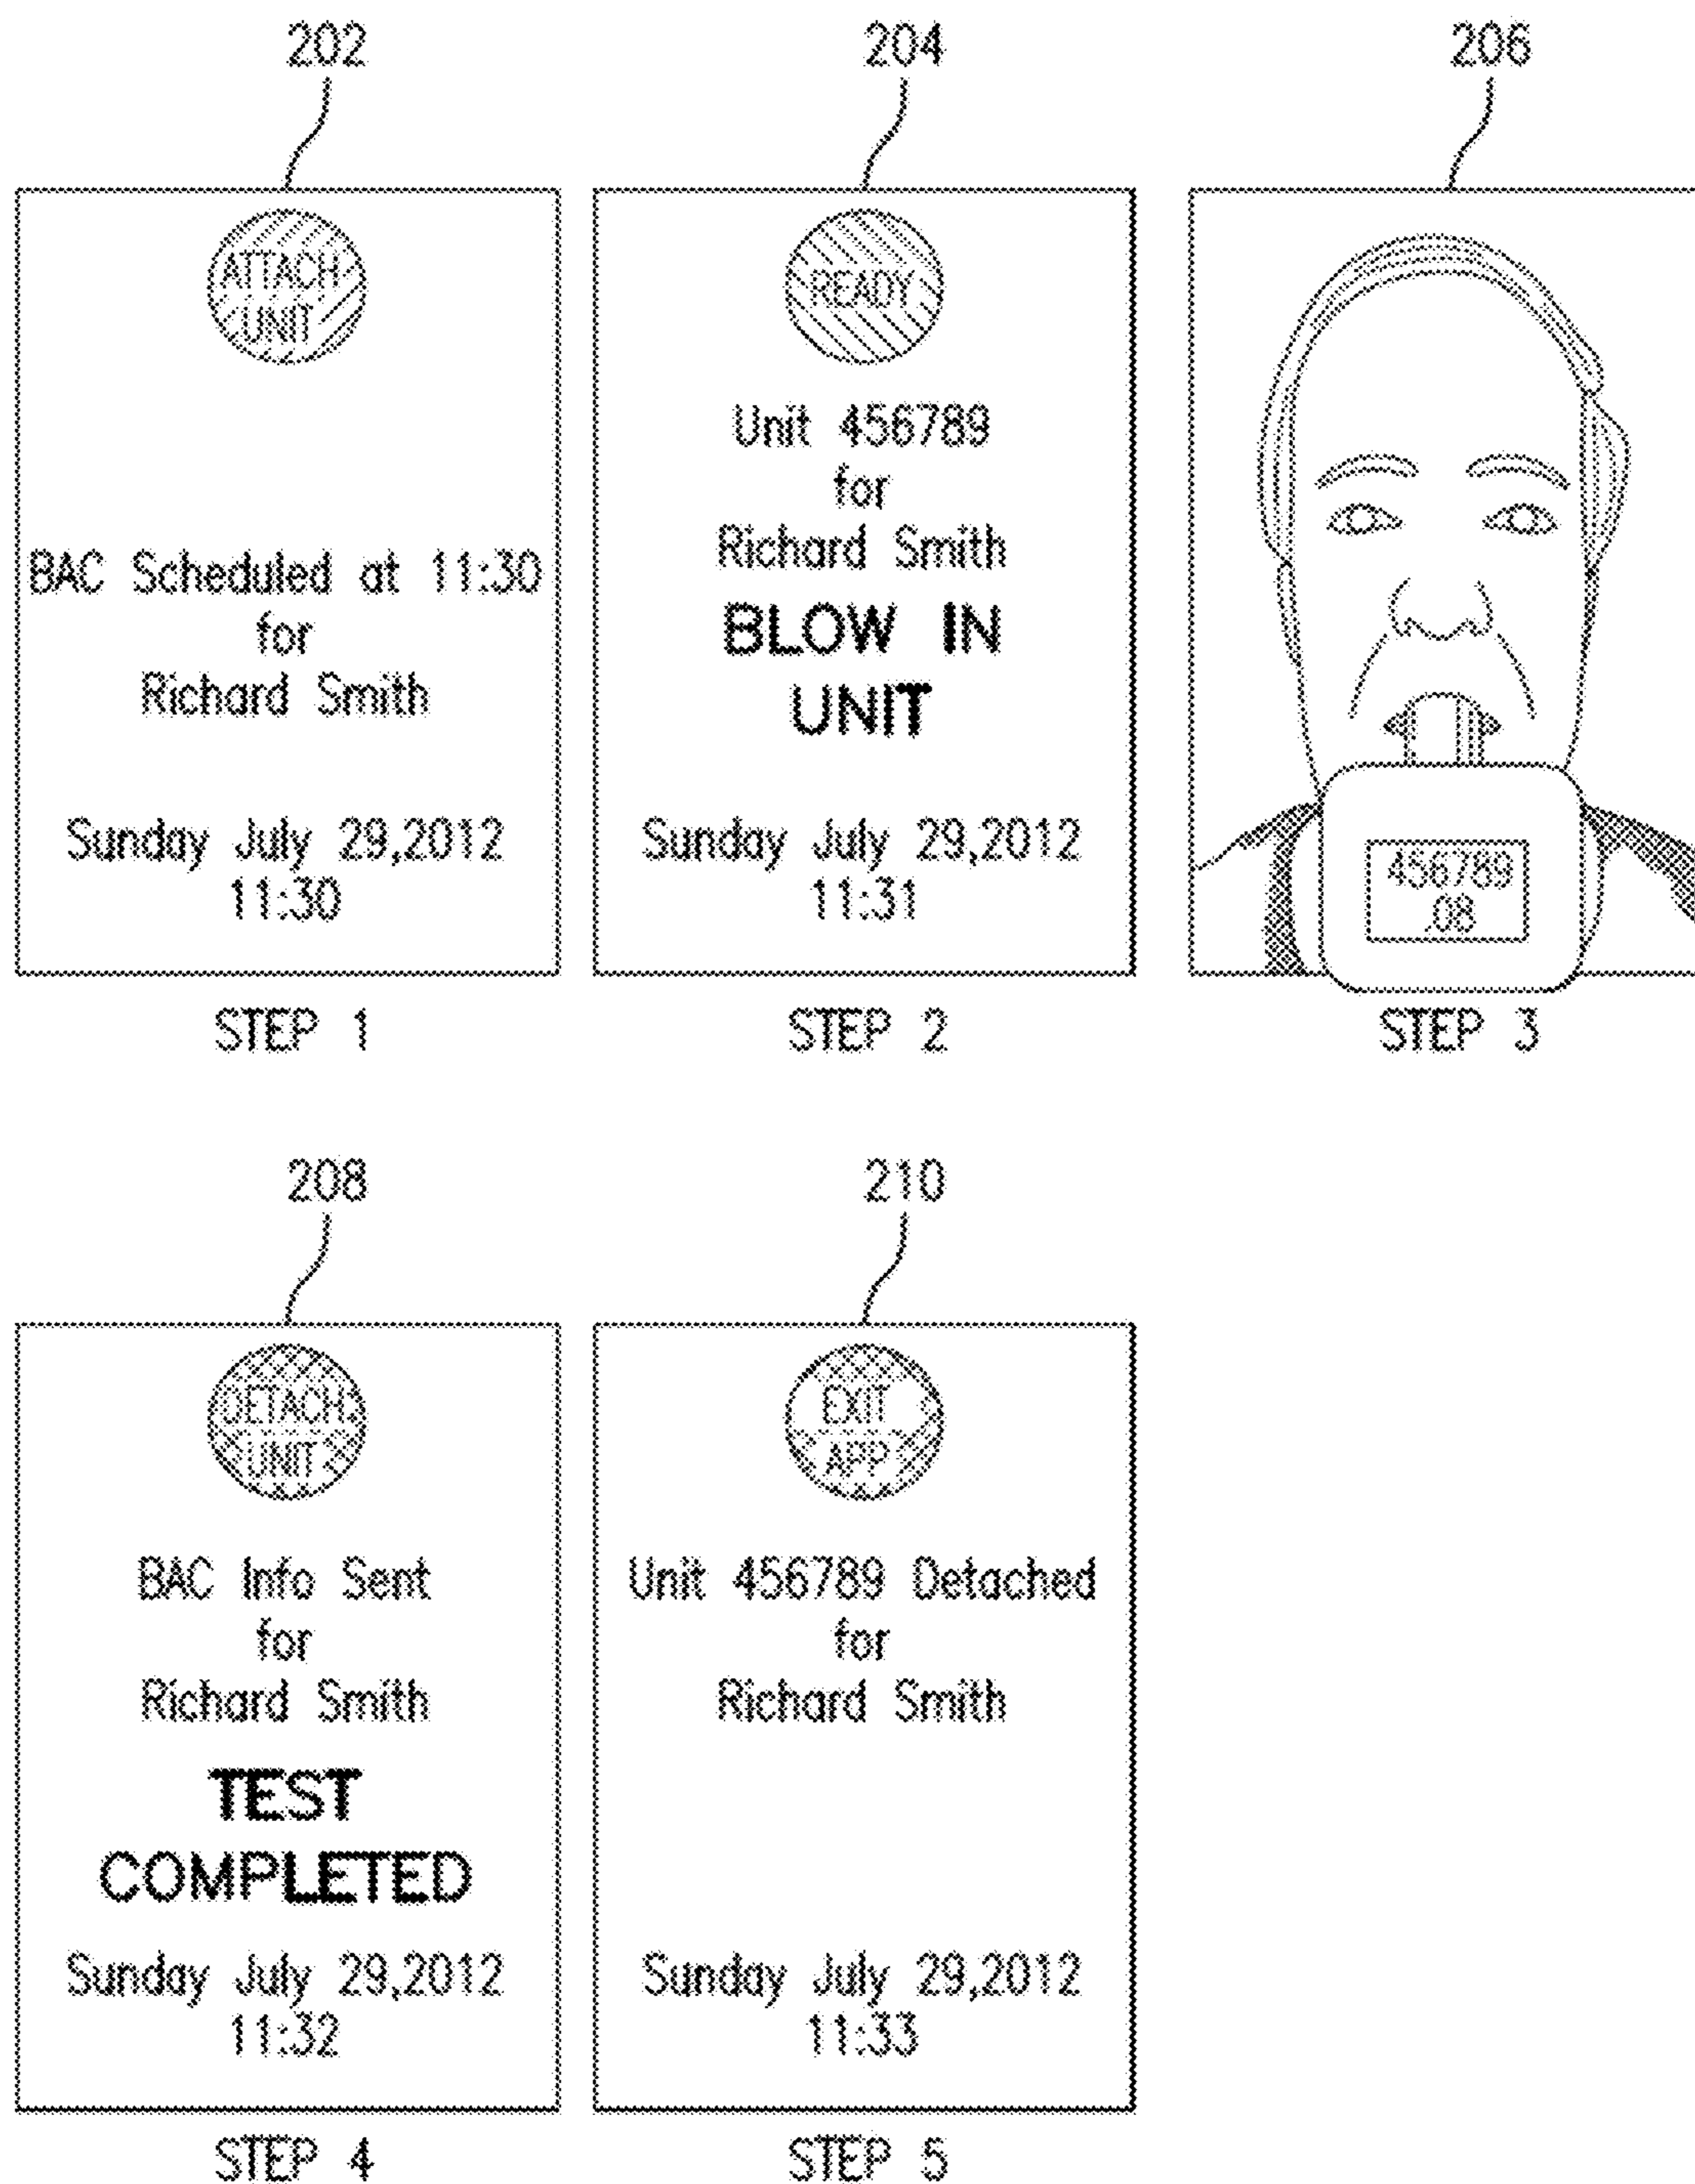 202
ATTACH
UNIT
BAC Scheduled at 11:30
for
Richard Smith
Sunday July 29,2012
11:30
STEP 1
204
READY
Unit 456789
for
Richard Smith
BLOW IN
UNIT
Sunday July 29,2012
11:31
STEP 2
206
456789
.08
STEP 3
208
DETACH
UNIT
BAC Info Sent
for
Richard Smith
TEST
COMPLETED
Sunday July 29,2012
11:32
STEP 4
210
EXIT
APP
Unit 456789 Detached
for
Richard Smith
Sunday July 29,2012
11:33
STEP 5